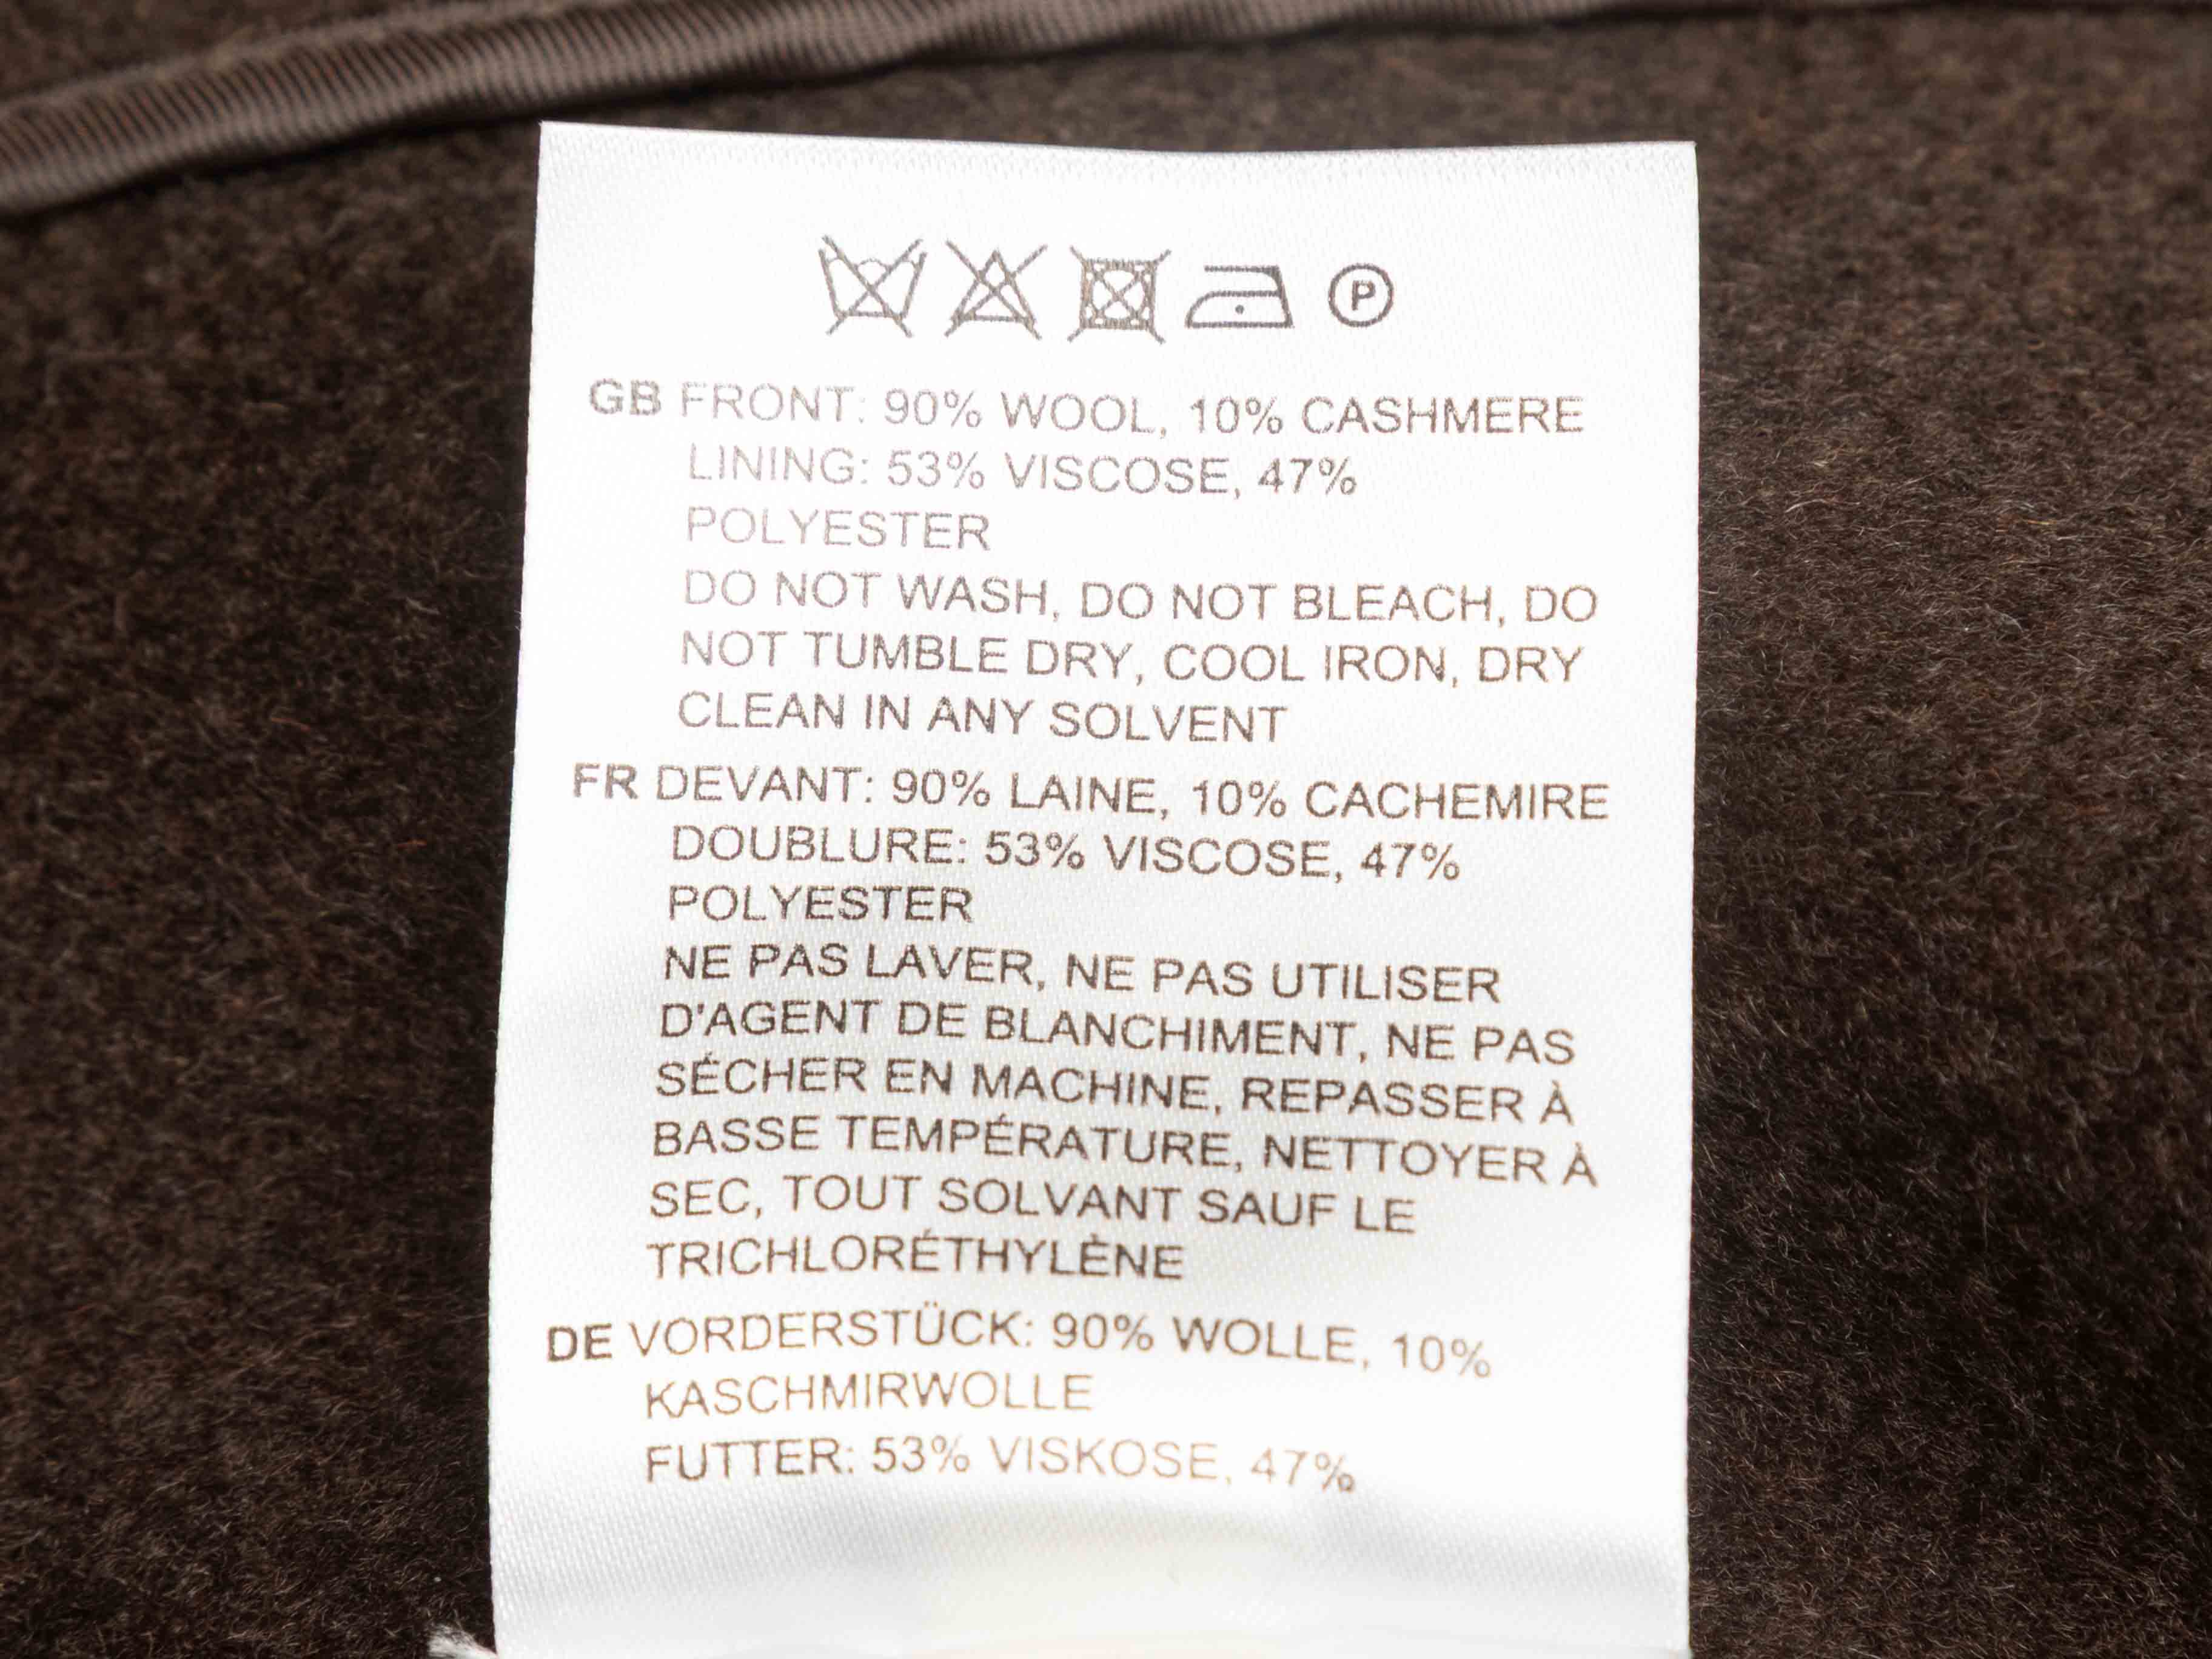 P
GB FRONT: 90% WOOL, 10% CASHMERE
LINING: 53% VISCOSE, 47%
POLYESTER
DO NOT WASH, DO NOT BLEACH, DO
NOT TUMBLE DRY, COOL IRON, DRY
CLEAN IN ANY SOLVENT
FR DEVANT: 90% LAINE, 10% CACHEMIRE
DOUBLURE: 53% VISCOSE, 47%
POLYESTER
NE PAS LAVER, NE PAS UTILISER
D'AGENT DE BLANCHIMENT, NE PAS
SÉCHER EN MACHINE, REPASSER À
BASSE TEMPÉRATURE, NETTOYER À
SEC, TOUT SOLVANT SAUF LE
TRICHLORÉTHYLÈNE
DE VORDERSTÜCK: 90% WOLLE, 10%
KASCHMIRWOLLE
FUTTER: 53% VISKOSE, 47%